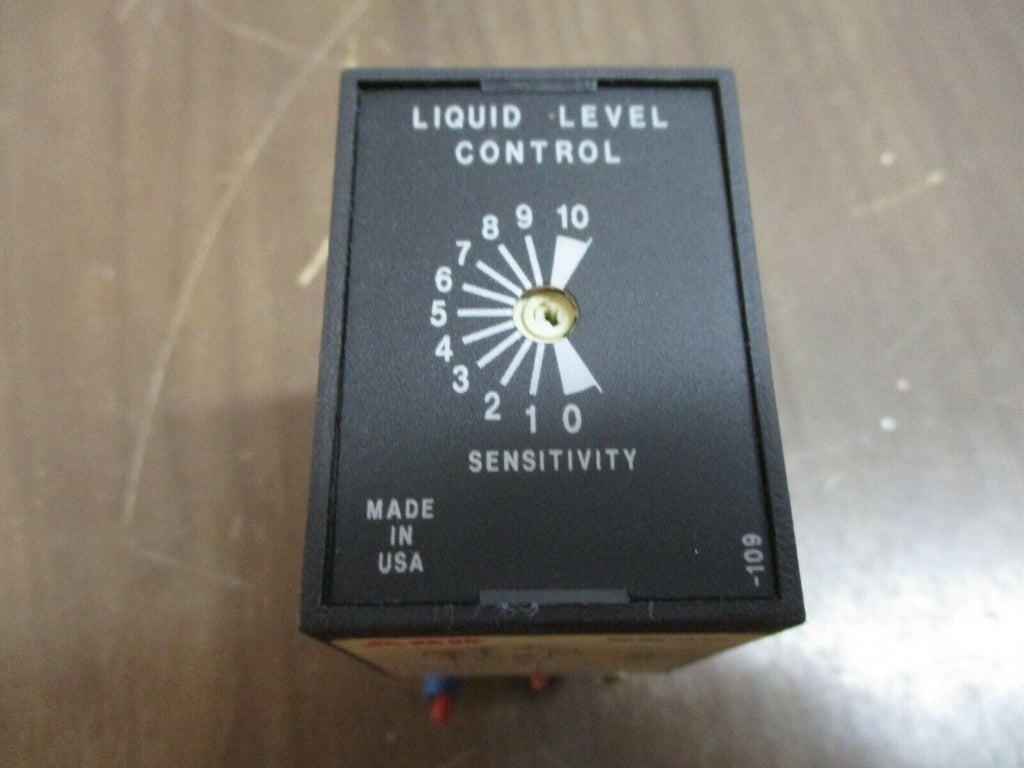 LIQUID LEVEL
CONTROL
10
9
8
7
6
5
4
3
2
1
0
SENSITIVITY
MADE
IN
USA
-109